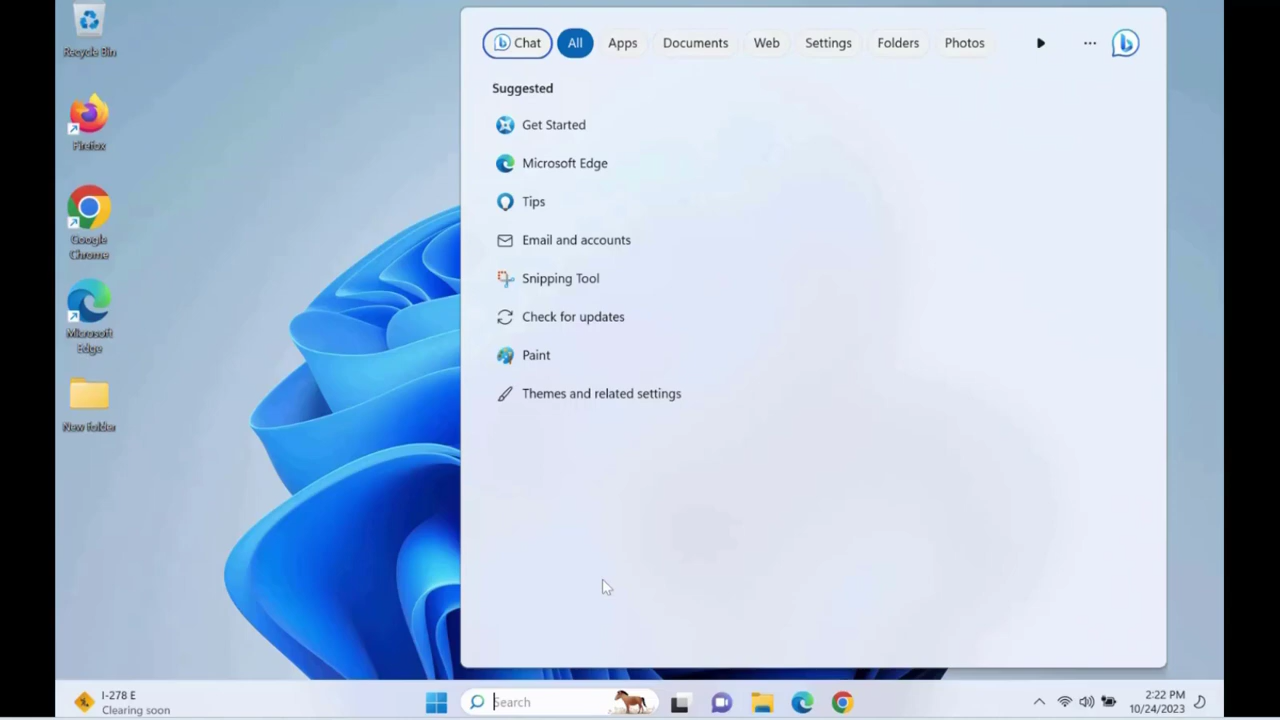 Recycle Bin
Firefox
Google
Chrome
Microsoft
Edge
New folder
Chat All Apps Documents Web Settings Folders Photos
Suggested
Get Started
Microsoft Edge
Tips
Email and accounts
Snipping Tool
Check for updates
Paint
Themes and related settings
I-278 E
Clearing soon
Search
2:22 PM
10/24/2023